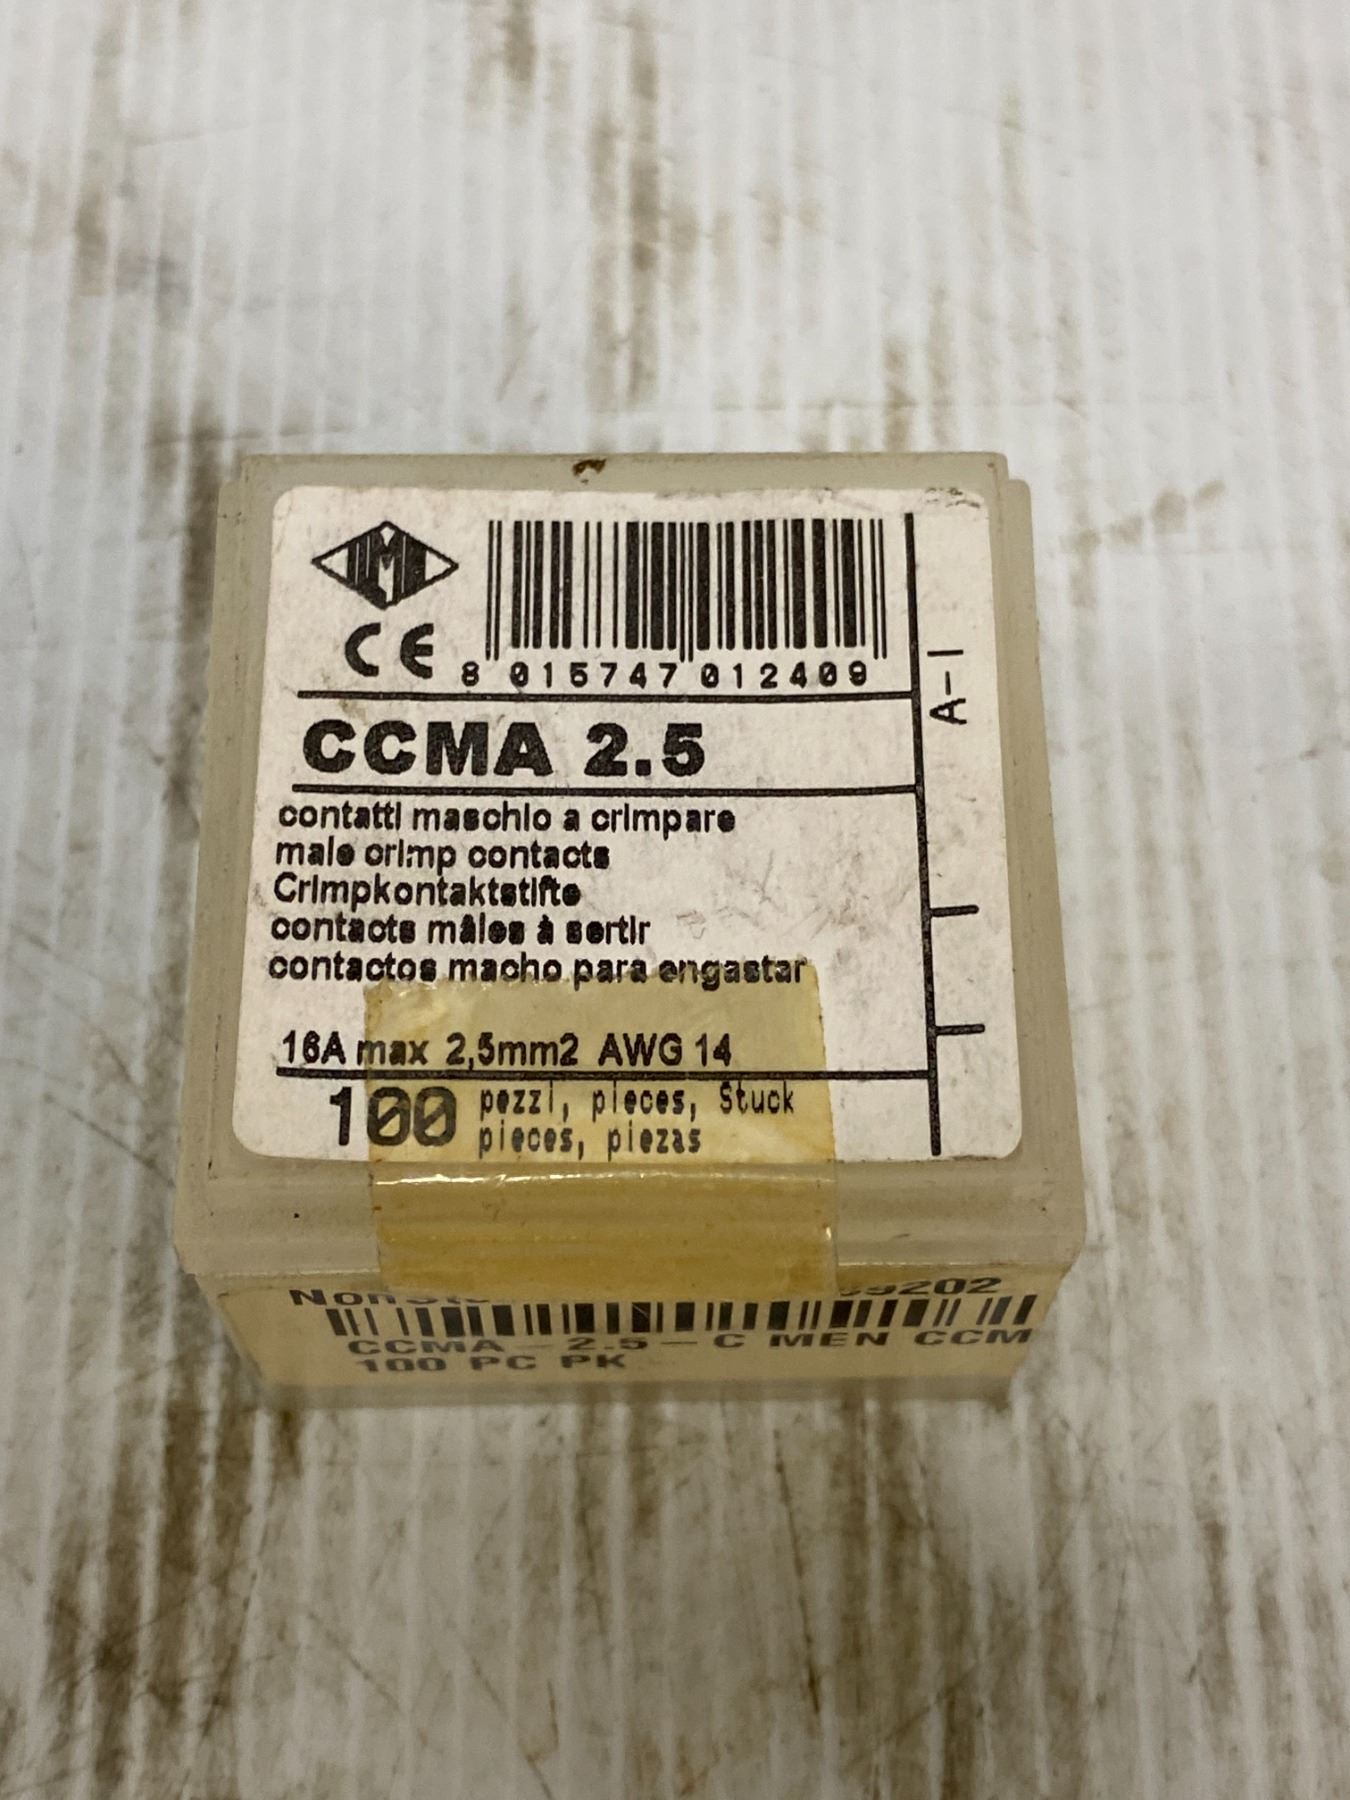 CE
8 015747 012409
A-I
CCMA 2.5
contatti maschio a crimpare
male crimp contacts
Crimpkontaktstifte
contacts mâles à sertir
contactos macho para engastar
16A max 2,5mm2 AWG 14
100 pezzi, pieces, Stuck
pieces, piezas
CCMA - 2.5 - C MEN CCM
100 PC PK